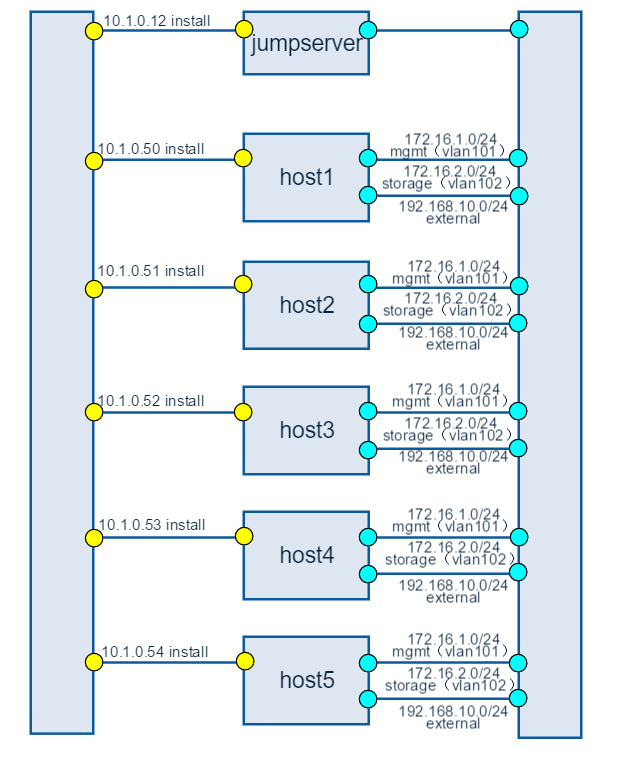 10.1.0.12 install
jumpserver
10.1.0.50 install
host1
172.16.1.0/24
mgmt（vlan101）
172.16.2.0/24
storage（vlan102）
192.168.10.0/24
external
10.1.0.51 install
host2
172.16.1.0/24
mgmt（vlan101）
172.16.2.0/24
storage（vlan102）
192.168.10.0/24
external
10.1.0.52 install
host3
172.16.1.0/24
mgmt（vlan101）
172.16.2.0/24
storage（vlan102）
192.168.10.0/24
external
10.1.0.53 install
host4
172.16.1.0/24
mgmt（vlan101）
172.16.2.0/24
storage（vlan102）
192.168.10.0/24
external
10.1.0.54 install
host5
172.16.1.0/24
mgmt（vlan101）
172.16.2.0/24
storage（vlan102）
192.168.10.0/24
external